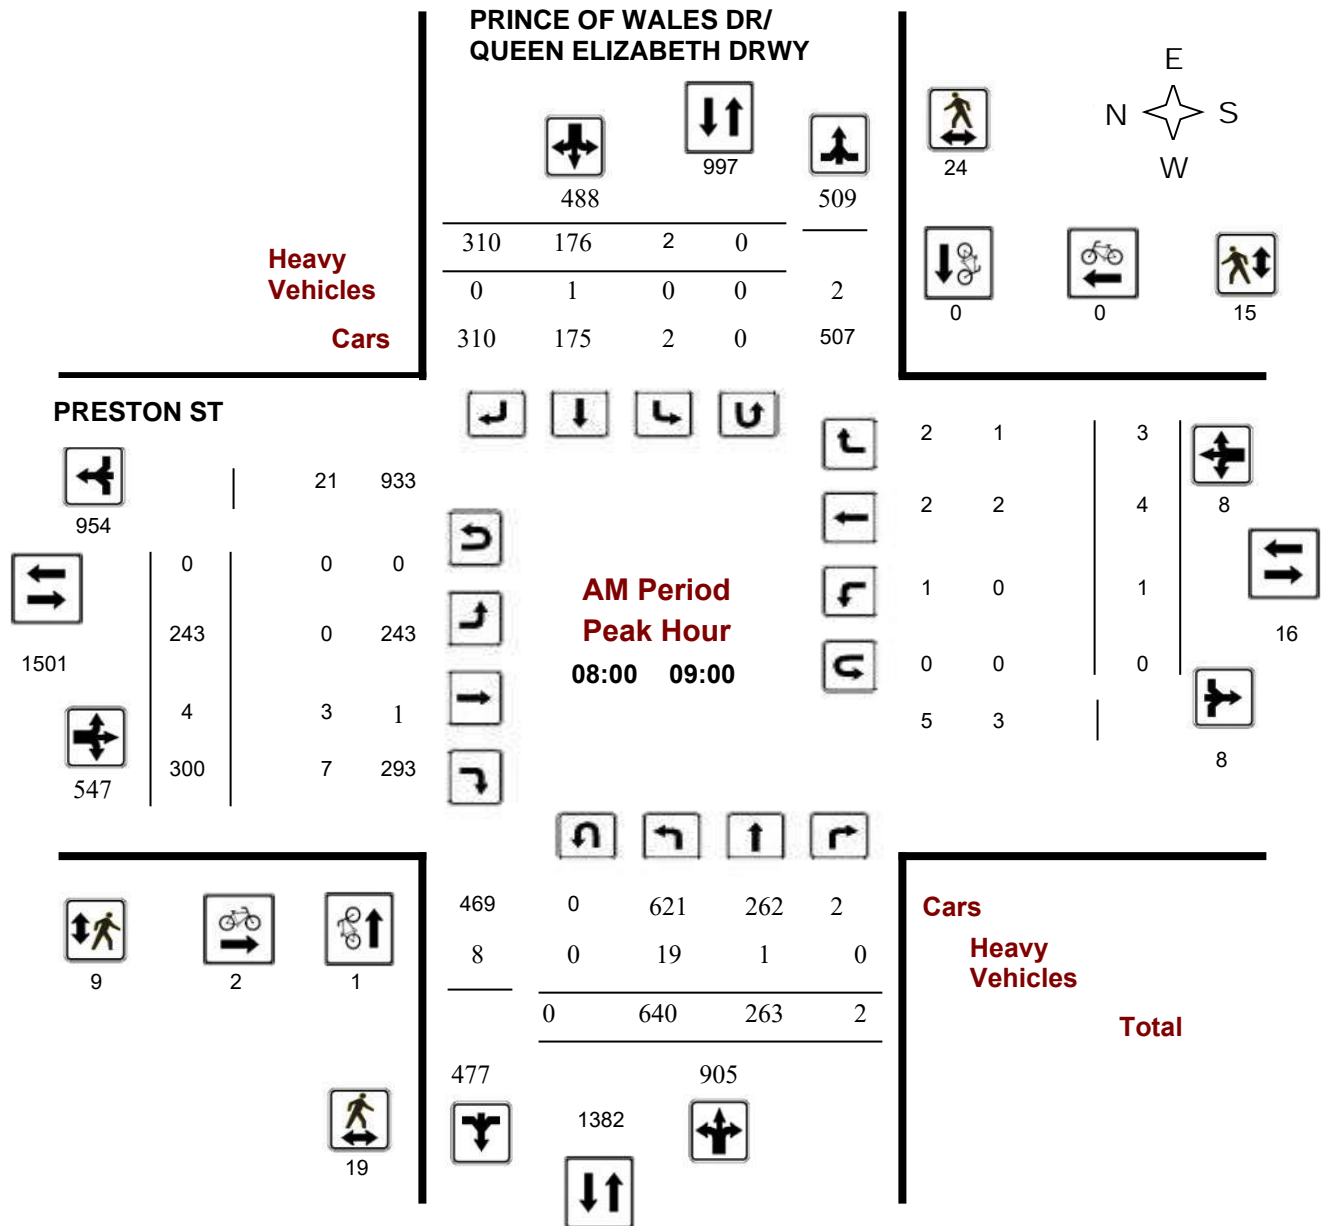 PRINCE OF WALES DR/
QUEEN ELIZABETH DRWY
E
N S
W
997
24
488 509
310 176 2 0
Heavy
Vehicles 0 1 0 0 2
0 0 15
Cars 310 175 2 0 507
PRESTON ST
2 1 3
21 933
2 2 4 8
954
0 0 0
AM Period
1 0 1
Peak Hour
243 0 243 16
1501
08:00 09:00
0 0 0
4 3 1
5 3
300 7 293 8
547
469 0 621 262 2 Cars
8 0 19 1 0 Heavy
Vehicles
9 2 1
0 640 263 2
Total
477 905
1382
19